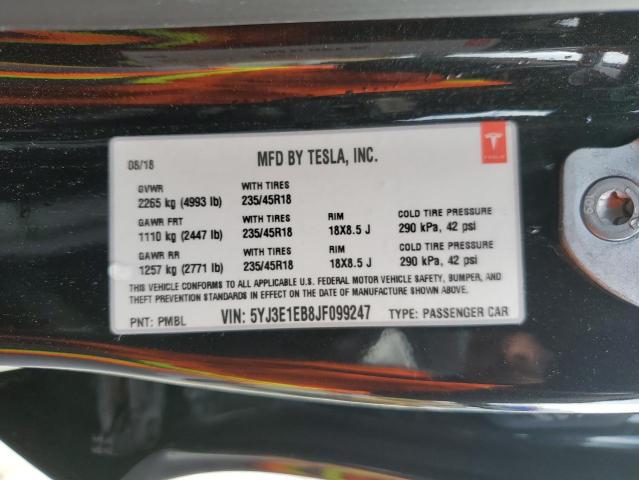 08/18 MFD BY TESLA, INC.
TESLA
GVWR WITH TIRES
2265 kg (4993 lb) 235/45R18
GAWR FRT WITH TIRES RIM COLD TIRE PRESSURE
1110 kg (2447 lb) 235/45R18 18X8.5 J 290 kPa, 42 psi
GAWR RR WITH TIRES RIM COLD TIRE PRESSURE
1257 kg (2771 lb) 235/45R18 18X8.5 J 290 kPa, 42 psi
THIS VEHICLE CONFORMS TO ALL APPLICABLE U.S. FEDERAL MOTOR VEHICLE SAFETY, BUMPER, AND
THEFT PREVENTION STANDARDS IN EFFECT ON THE DATE OF MANUFACTURE SHOWN ABOVE.
PNT: PMBL VIN: 5YJ3E1EB8JF099247 TYPE: PASSENGER CAR